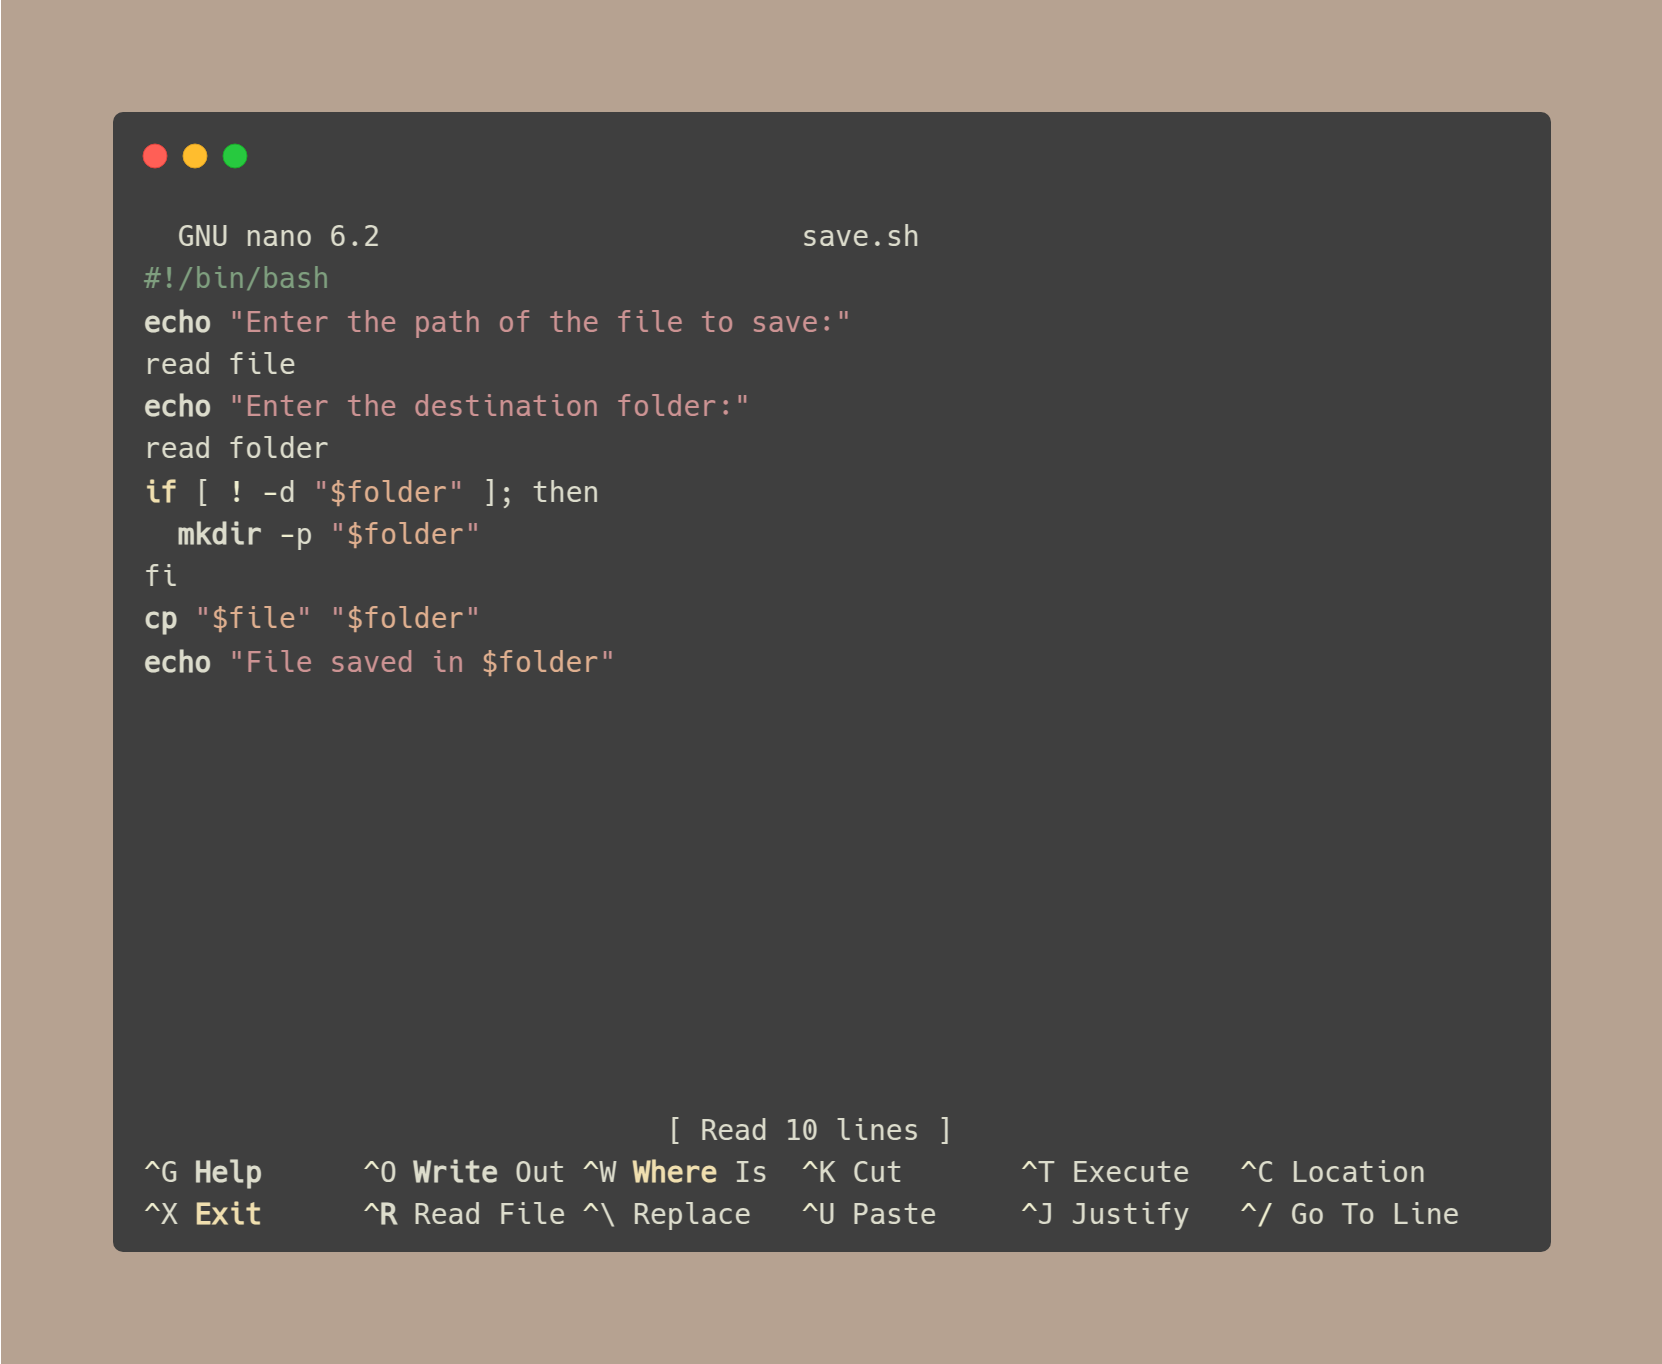 GNU nano 6.2 save.sh
#!/bin/bash
echo "Enter the path of the file to save:"
read file
echo "Enter the destination folder:"
read folder
if [ ! -d "$folder" ]; then
  mkdir -p "$folder"
fi
cp "$file" "$folder"
echo "File saved in $folder"
[ Read 10 lines ]
^G Help ^O Write Out ^W Where Is ^K Cut ^T Execute ^C Location
^X Exit ^R Read File ^\ Replace ^U Paste ^J Justify ^/ Go To Line